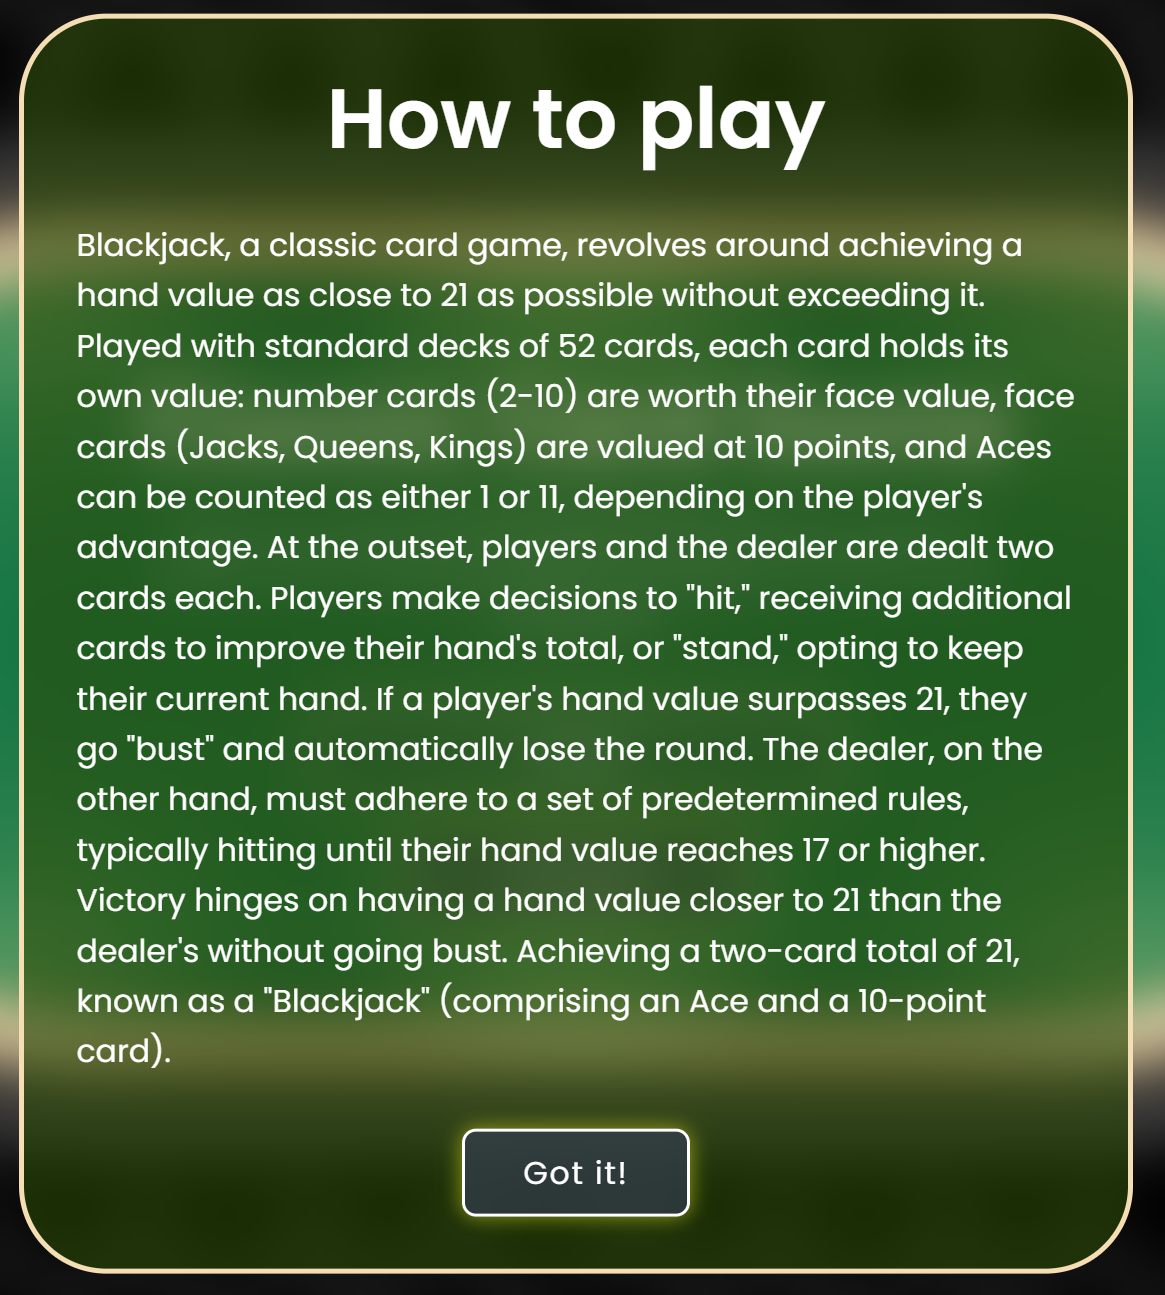 How to play
Blackjack, a classic card game, revolves around achieving a
hand value as close to 21 as possible without exceeding it.
Played with standard decks of 52 cards, each card holds its
own value: number cards (2-10) are worth their face value, face
cards (Jacks, Queens, Kings) are valued at 10 points, and Aces
can be counted as either 1 or 11, depending on the player's
advantage. At the outset, players and the dealer are dealt two
cards each. Players make decisions to "hit," receiving additional
cards to improve their hand's total, or "stand," opting to keep
their current hand. If a player's hand value surpasses 21, they
go "bust" and automatically lose the round. The dealer, on the
other hand, must adhere to a set of predetermined rules,
typically hitting until their hand value reaches 17 or higher.
Victory hinges on having a hand value closer to 21 than the
dealer's without going bust. Achieving a two-card total of 21,
known as a "Blackjack" (comprising an Ace and a 10-point
card).
Got it!